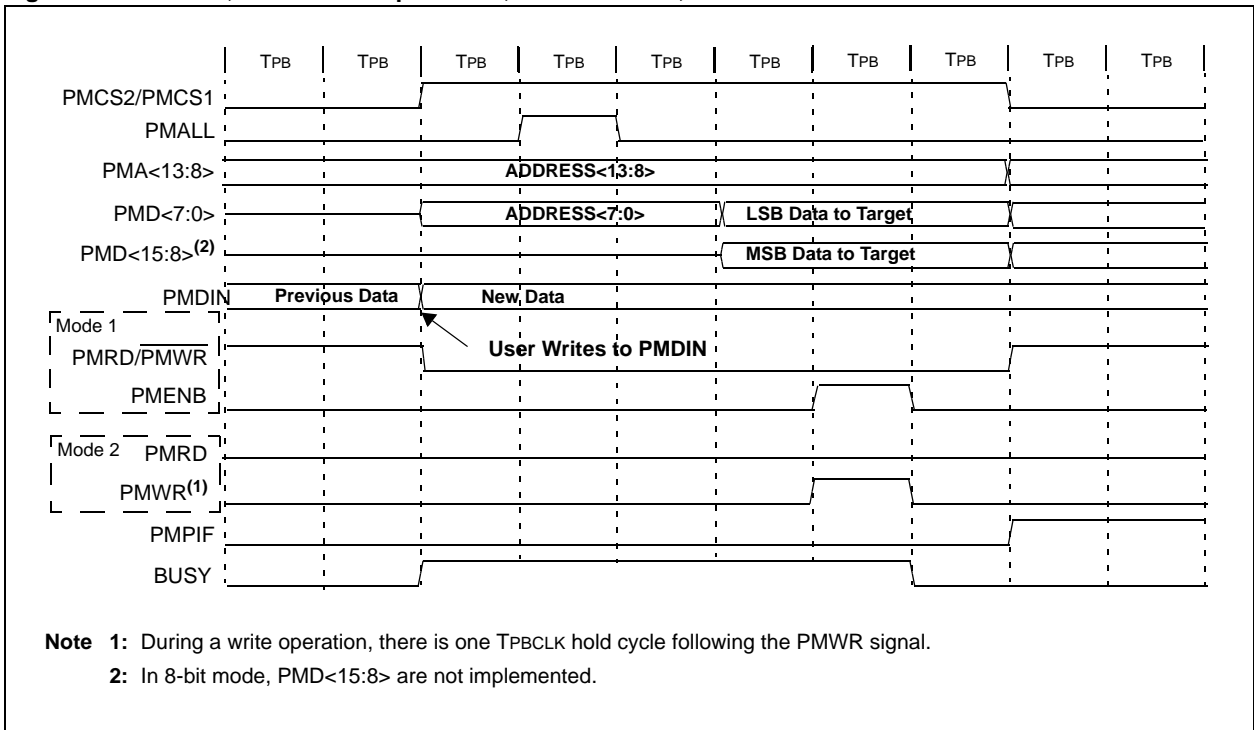 TPB TPB TPB TPB TPB TPB TPB TPB TPB TPB
PMCS2/PMCS1
PMALL
PMA<13:8> ADDRESS<13:8>
PMD<7:0> ADDRESS<7:0> LSB Data to Target
PMD<15:8>(2) MSB Data to Target
PMDIN Previous Data New Data
Mode 1
User Writes to PMDIN
PMRD/PMWR
PMENB
Mode 2 PMRD
PMWR(1)
PMPIF
BUSY
Note 1: During a write operation, there is one TPBCLK hold cycle following the PMWR signal.
2: In 8-bit mode, PMD<15:8> are not implemented.